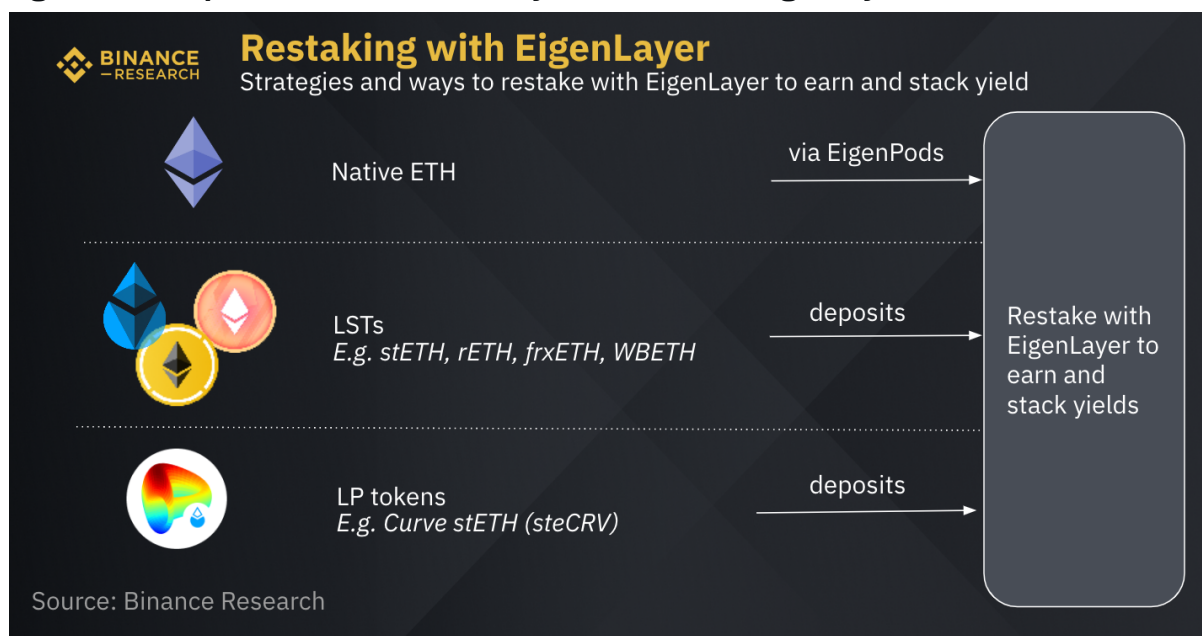 BINANCE
RESEARCH
Restaking with EigenLayer
Strategies and ways to restake with EigenLayer to earn and stack yield
Native ETH
via EigenPods
LSTs
E.g. stETH, rETH, frxETH, WBETH
deposits
LP tokens
E.g. Curve stETH (steCRV)
deposits
Restake with
EigenLayer to
earn and
stack yields
Source: Binance Research